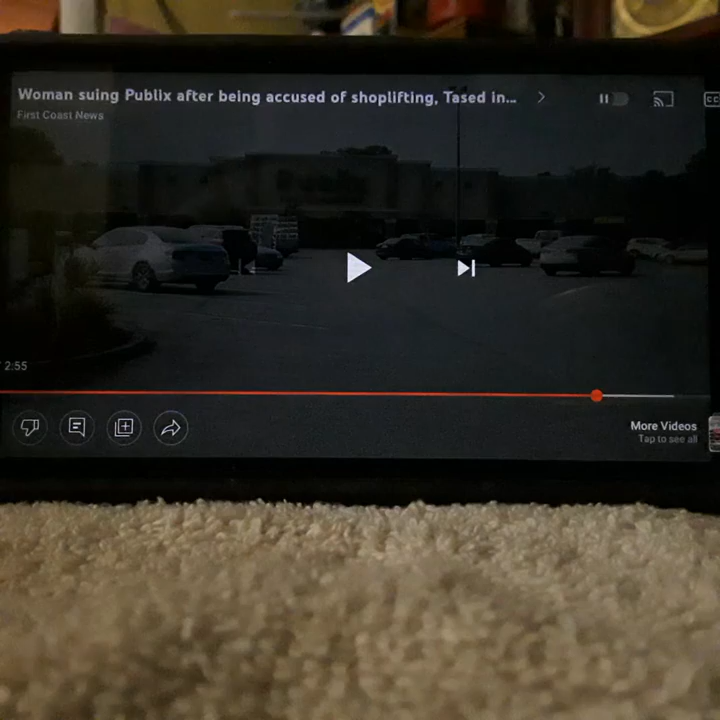 Woman suing Publix after being accused of shoplifting, Tased in...
First Coast News
CC
/ 2:55
More Videos
Tap to see all